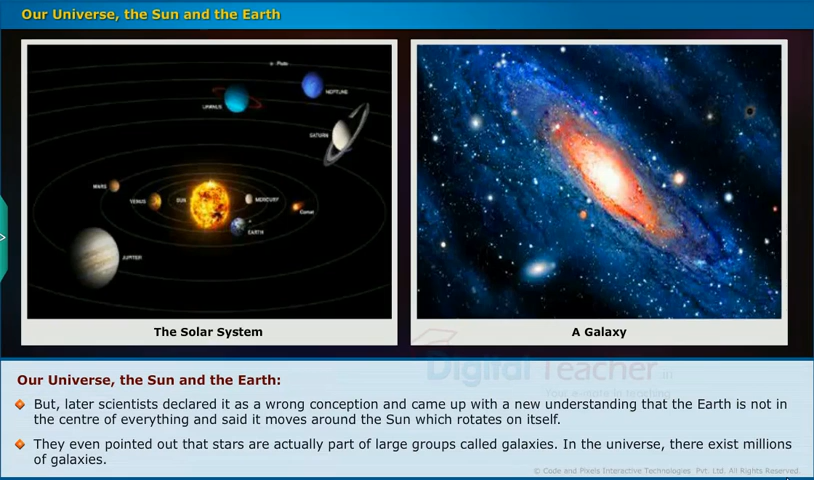 Our Universe, the Sun and the Earth
Pluto
NEPTUNE
URANUS
SATURN
MARS
VENUS
SUN
MERCURY
Comet
EARTH
JUPITER
The Solar System
A Galaxy
Digital Teacher
Our Universe, the Sun and the Earth:
But, later scientists declared it as a wrong conception and came up with a new understanding that the Earth is not in
the centre of everything and said it moves around the Sun which rotates on itself.
They even pointed out that stars are actually part of large groups called galaxies. In the universe, there exist millions
of galaxies.
© Code and Pixels Interactive Technologies Pvt. Ltd. All Rights Reserved.